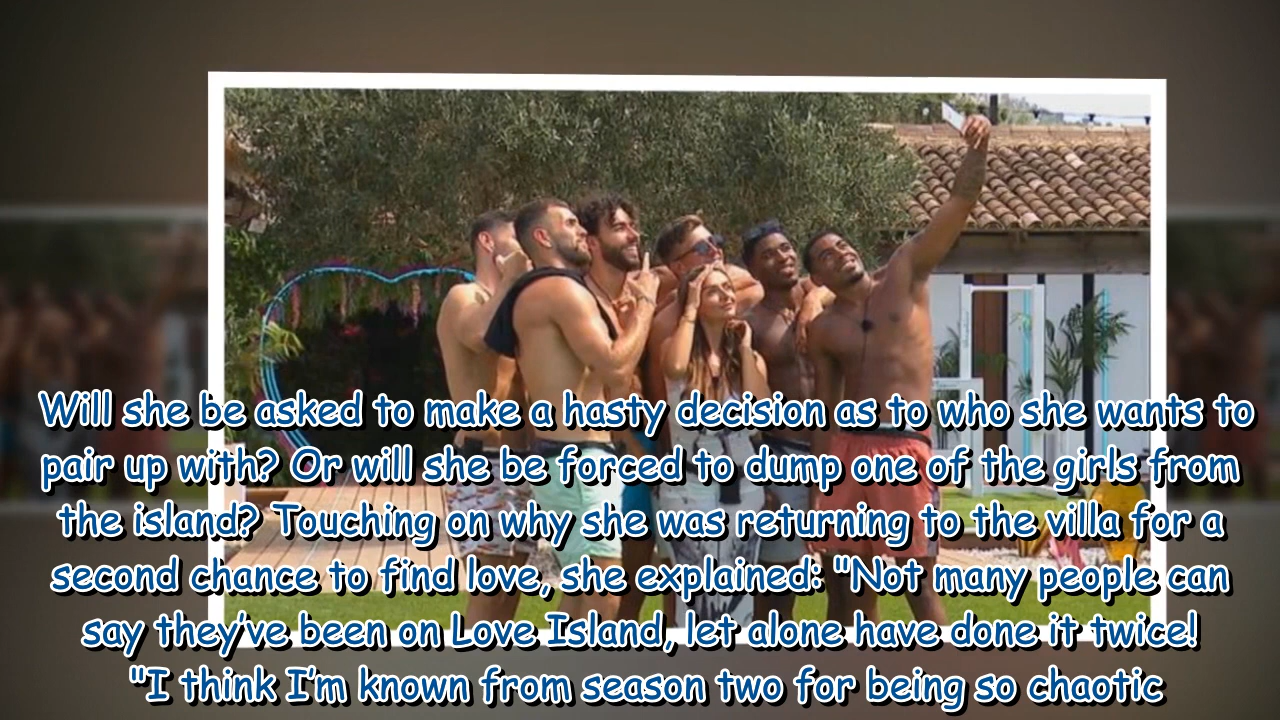 Will she be asked to make a hasty decision as to who she wants to
pair up with? Or will she be forced to dump one of the girls from
the island? Touching on why she was returning to the villa for a
second chance to find love, she explained: "Not many people can
say they've been on Love Island, let alone have done it twice!
"I think I'm known from season two for being so chaotic